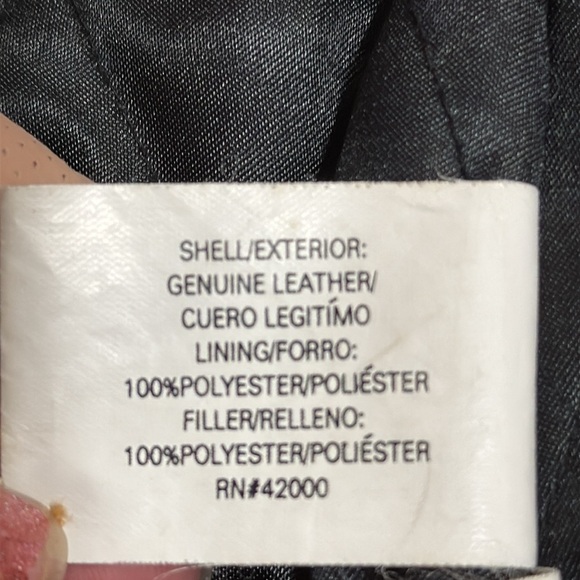 SHELL/EXTERIOR:
GENUINE LEATHER/
CUERO LEGITÍMO
LINING/FORRO:
100%POLYESTER/POLIÉSTER
FILLER/RELLENO:
100%POLYESTER/POLIÉSTER
RN#42000